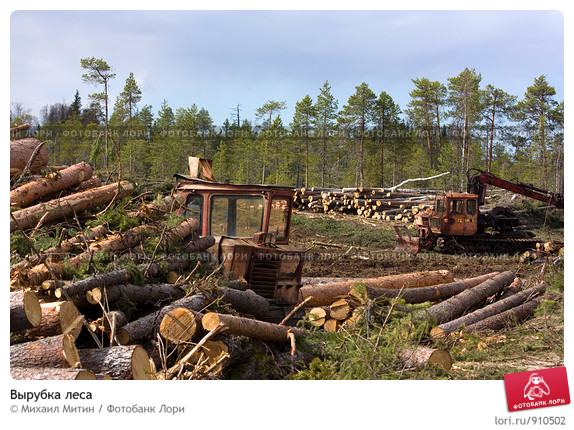 Вырубка леса
© Михаил Митин / Фотобанк Лори
ФОТОБАНК ЛОРИ
lori.ru/910502